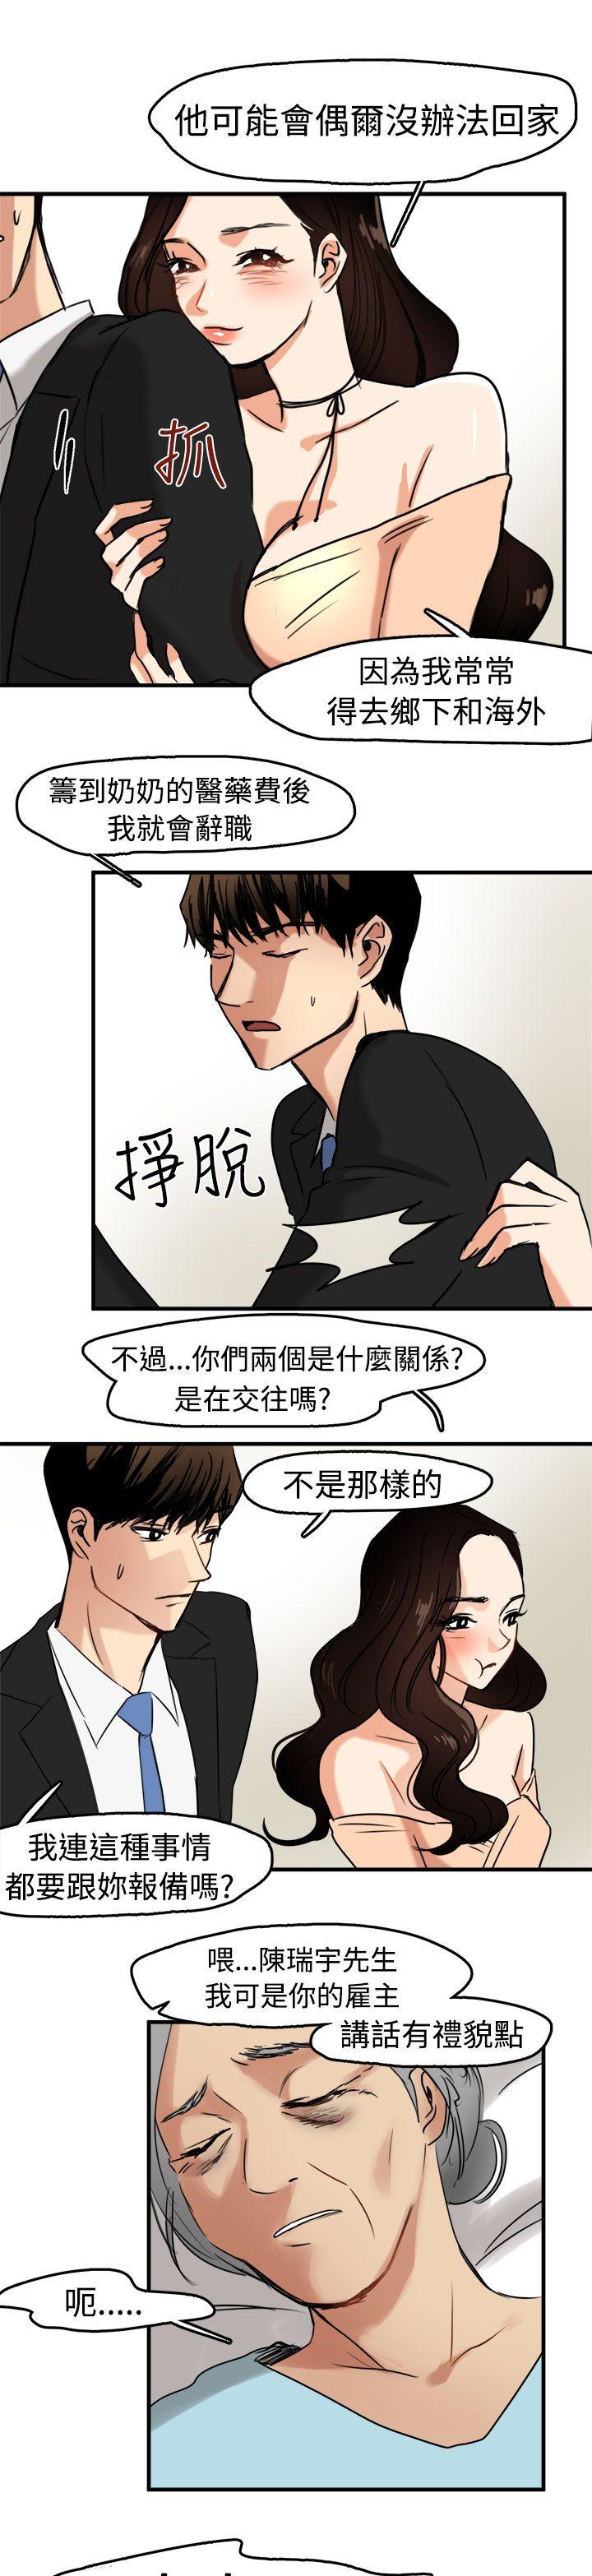 他可能會偶爾沒辦法回家
抓
因為我常常
得去鄉下和海外
籌到奶奶的醫藥費後
我就會辭職
掙脫
不過...你們兩個是什麼關係?
是在交往嗎?
不是那樣的
我連這種事情
都要跟妳報備嗎?
喂...陳瑞宇先生
我可是你的雇主
講話有禮貌點
呃.....